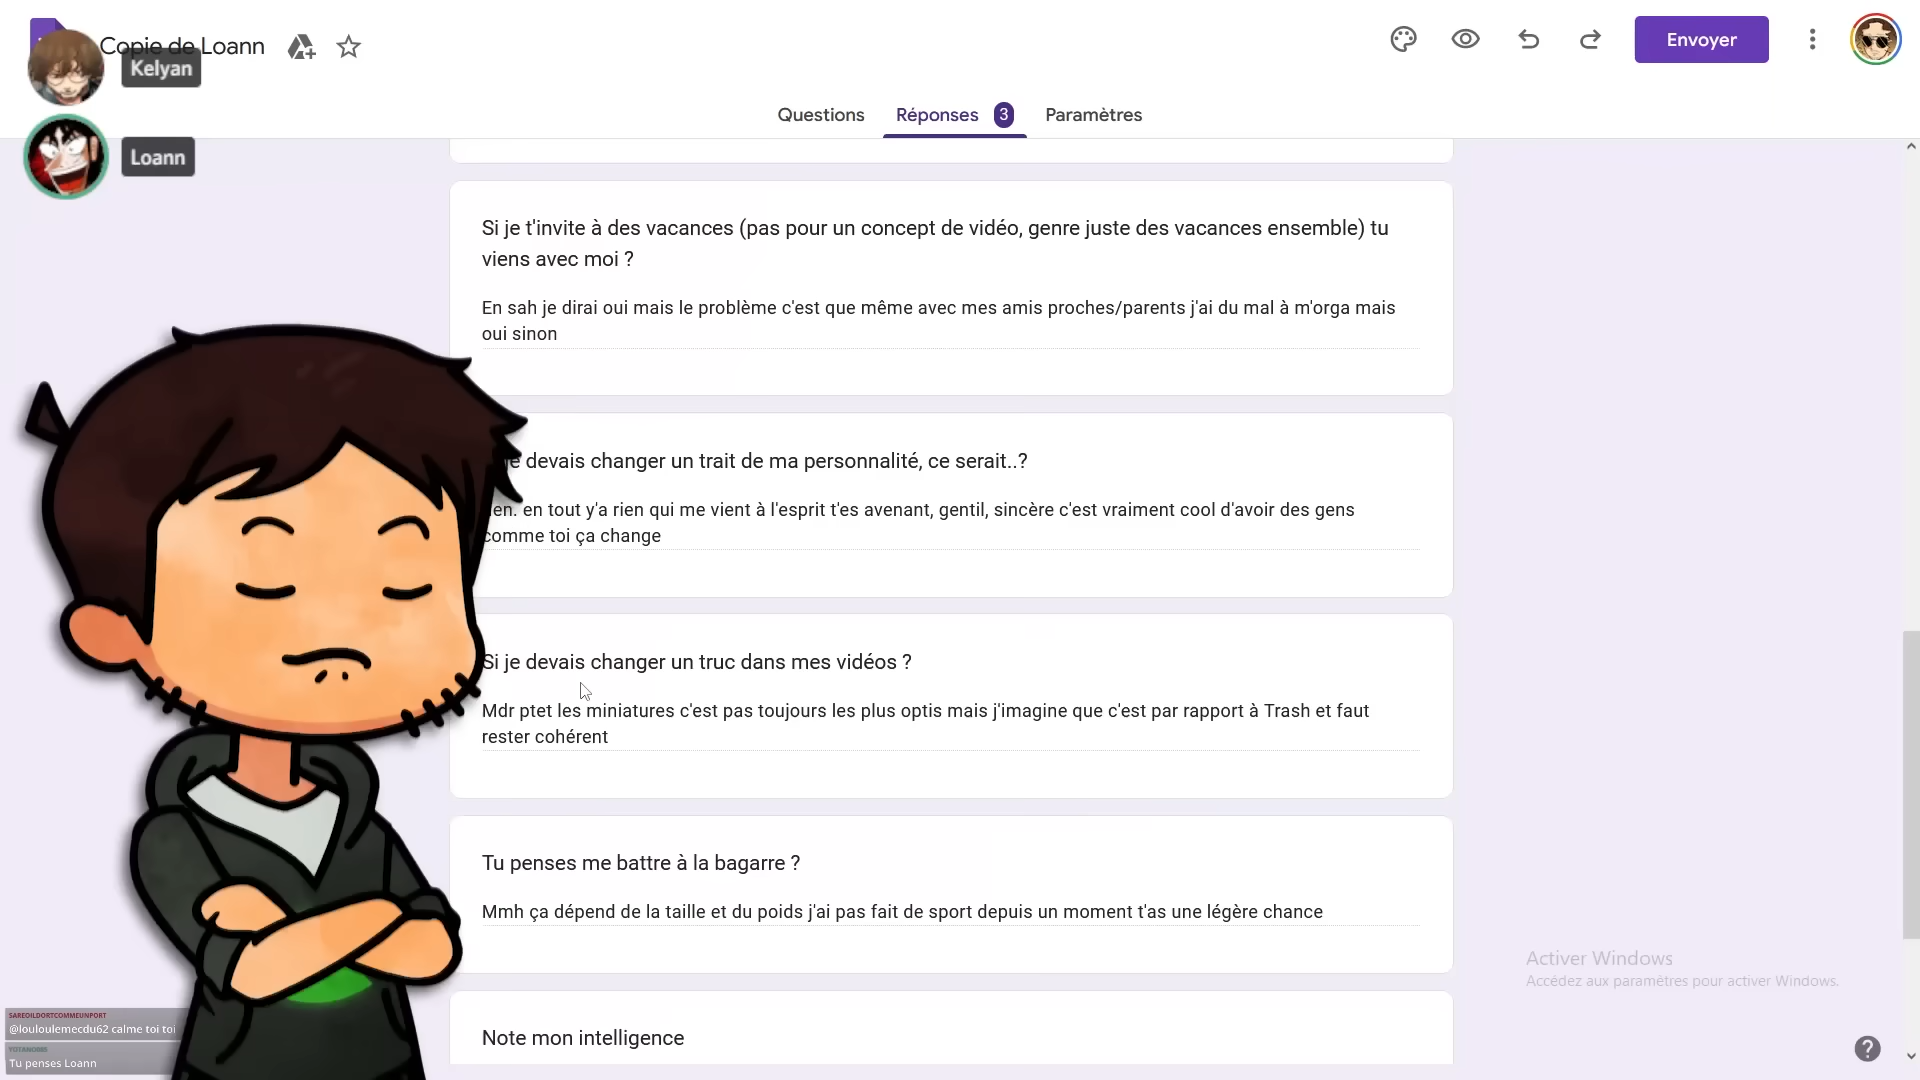 Copie de Loann
Kelyan
Loann
Envoyer
Questions
Réponses 3
Paramètres
Si je t'invite à des vacances (pas pour un concept de vidéo, genre juste des vacances ensemble) tu
viens avec moi ?
En sah je dirai oui mais le problème c'est que même avec mes amis proches/parents j'ai du mal à m'orga mais
oui sinon
devais changer un trait de ma personnalité, ce serait..?
en tout y'a rien qui me vient à l'esprit t'es avenant, gentil, sincère c'est vraiment cool d'avoir des gens
comme toi ça change
Si je devais changer un truc dans mes vidéos ?
Mdr ptet les miniatures c'est pas toujours les plus optis mais j'imagine que c'est par rapport à Trash et faut
rester cohérent
Tu penses me battre à la bagarre ?
Mmh ça dépend de la taille et du poids j'ai pas fait de sport depuis un moment t'as une légère chance
Note mon intelligence
Activer Windows
Accédez aux paramètres pour activer Windows.
SAREOILDORTCOMMEUNPORT
@louloulemecdu62 calme toi toi
Tu penses Loann